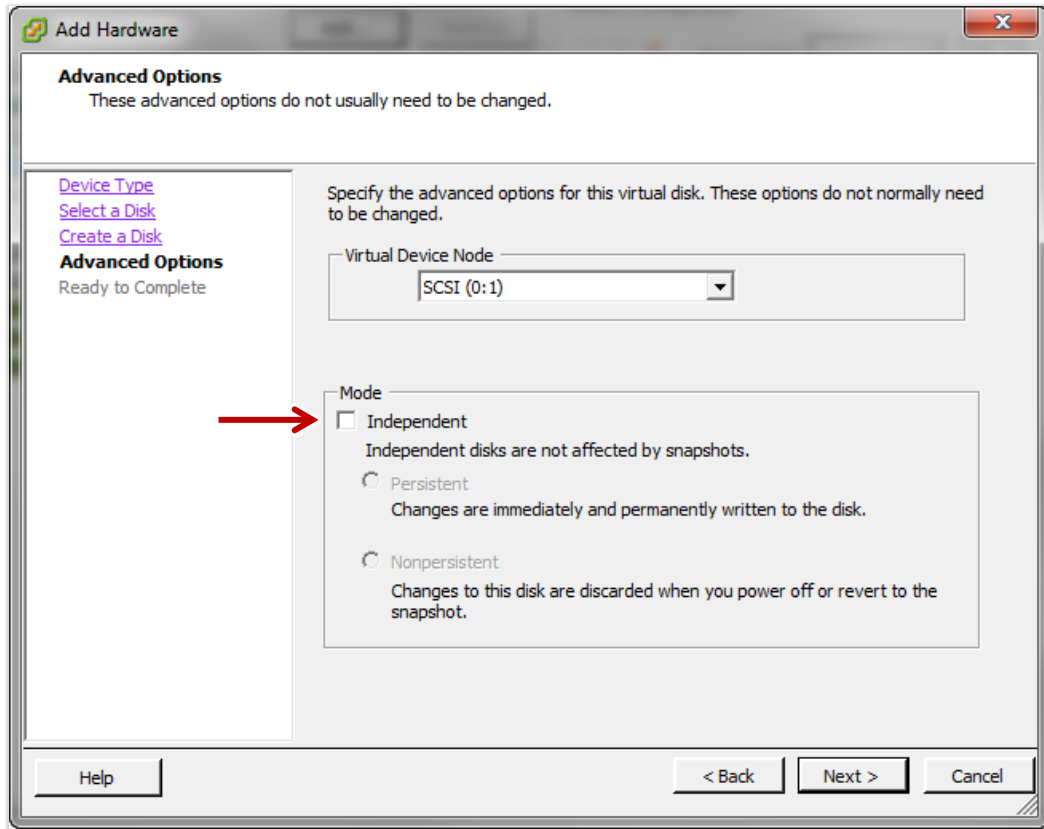 Add Hardware
Advanced Options
These advanced options do not usually need to be changed.
Device Type
Select a Disk
Create a Disk
Advanced Options
Ready to Complete
Specify the advanced options for this virtual disk. These options do not normally need
to be changed.
Virtual Device Node
SCSI (0:1)
Mode
Independent
Independent disks are not affected by snapshots.
Persistent
Changes are immediately and permanently written to the disk.
Nonpersistent
Changes to this disk are discarded when you power off or revert to the
snapshot.
Help
< Back
Next >
Cancel